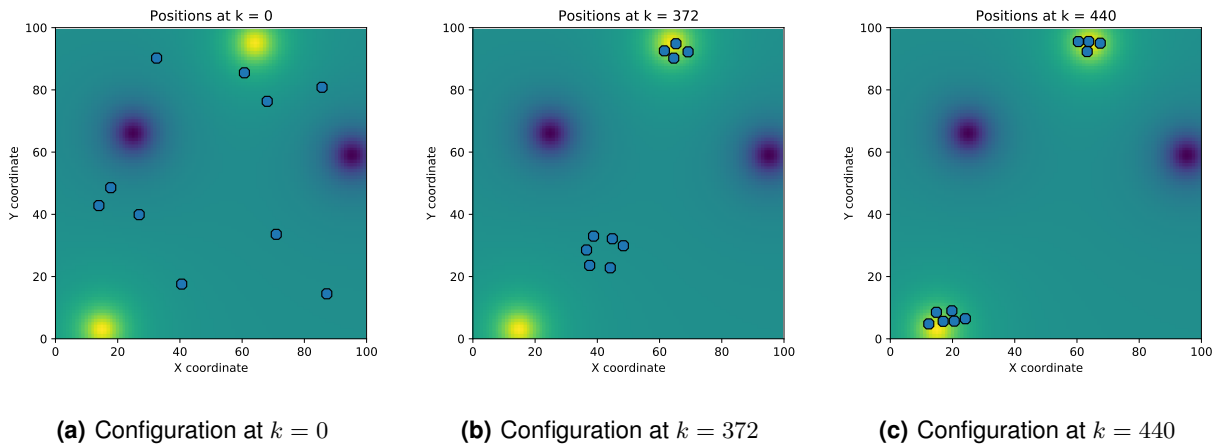 Positions at k = 0
100
80
60
40
20
0
Y coordinate
0 20 40 60 80 100
X coordinate
(a) Configuration at k = 0
Positions at k = 372
100
80
60
40
20
0
Y coordinate
0 20 40 60 80 100
X coordinate
(b) Configuration at k = 372
Positions at k = 440
100
80
60
40
20
0
Y coordinate
0 20 40 60 80 100
X coordinate
(c) Configuration at k = 440